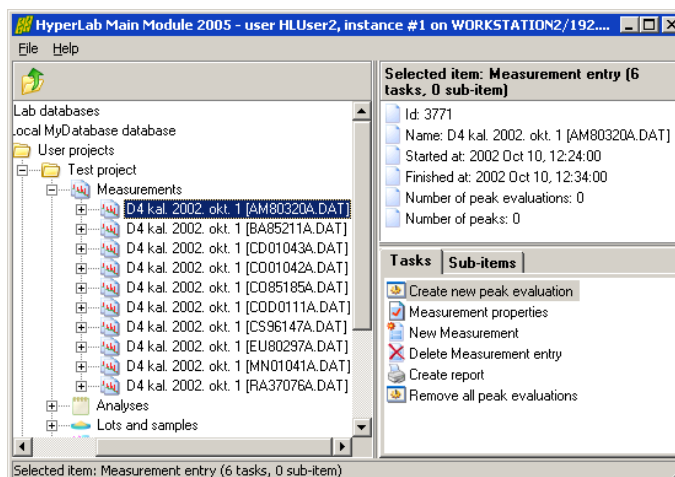 HyperLab Main Module 2005 - user HLUser2, instance #1 on WORKSTATION2/192....
File Help
Lab databases
ocal MyDatabase database
User projects
Test project
Measurements
D4 kal. 2002. okt. 1 [AM80320A.DAT]
D4 kal. 2002. okt. 1 [BA85211A.DAT]
D4 kal. 2002. okt. 1 [CD01043A.DAT]
D4 kal. 2002. okt. 1 [CO01042A.DAT]
D4 kal. 2002. okt. 1 [CO85185A.DAT]
D4 kal. 2002. okt. 1 [COD0111A.DAT]
D4 kal. 2002. okt. 1 [CS96147A.DAT]
D4 kal. 2002. okt. 1 [EU80297A.DAT]
D4 kal. 2002. okt. 1 [MN01041A.DAT]
D4 kal. 2002. okt. 1 [RA37076A.DAT]
Analyses
Lots and samples
Selected item: Measurement entry (6
tasks, 0 sub-item)
Id: 3771
Name: D4 kal. 2002. okt. 1 [AM80320A.DAT]
Started at: 2002 Oct 10, 12:24:00
Finished at: 2002 Oct 10, 12:34:00
Number of peak evaluations: 0
Number of peaks: 0
Tasks Sub-items
Create new peak evaluation
Measurement properties
New Measurement
Delete Measurement entry
Create report
Remove all peak evaluations
Selected item: Measurement entry (6 tasks, 0 sub-item)